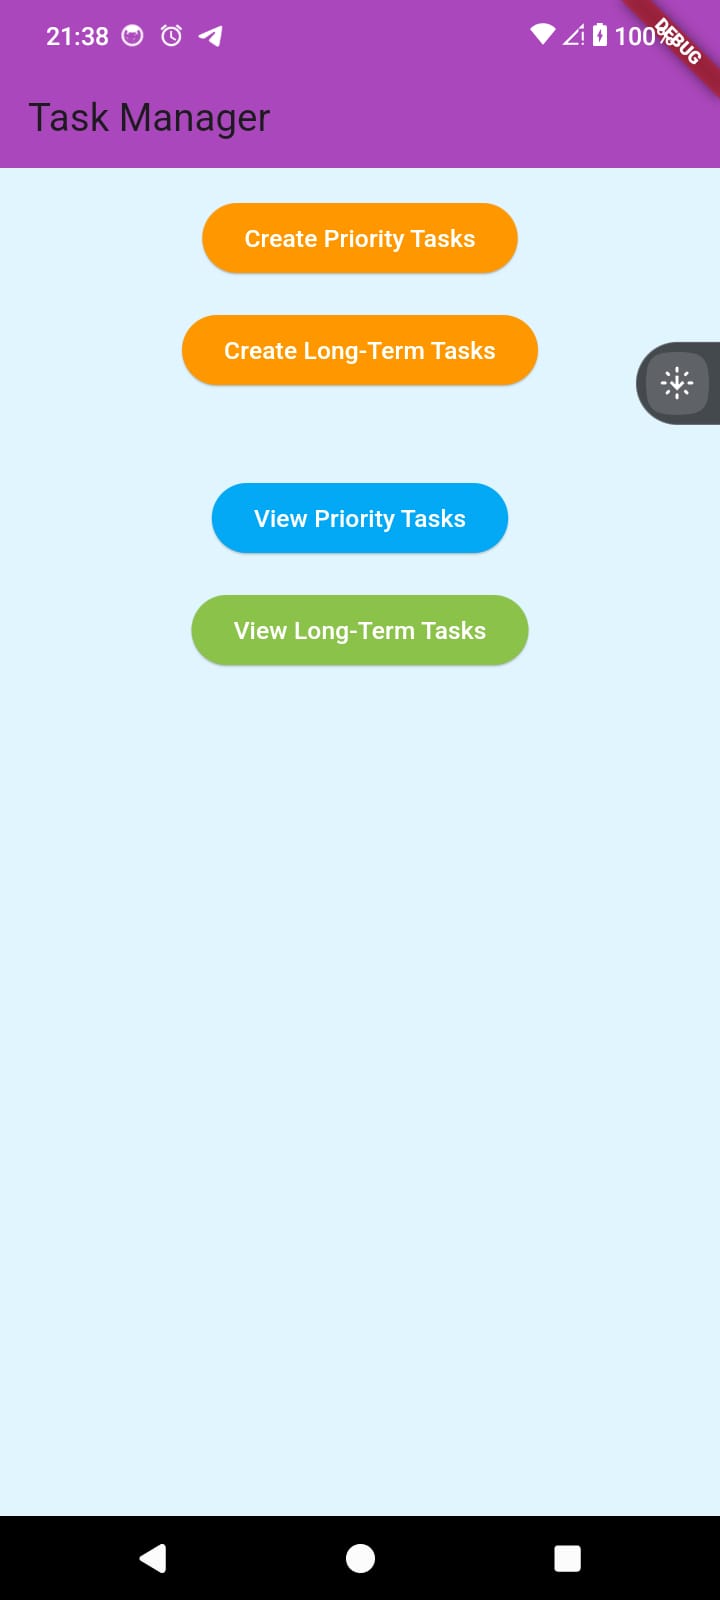 21:38
100%
DEBUG
Task Manager
Create Priority Tasks
Create Long-Term Tasks
View Priority Tasks
View Long-Term Tasks